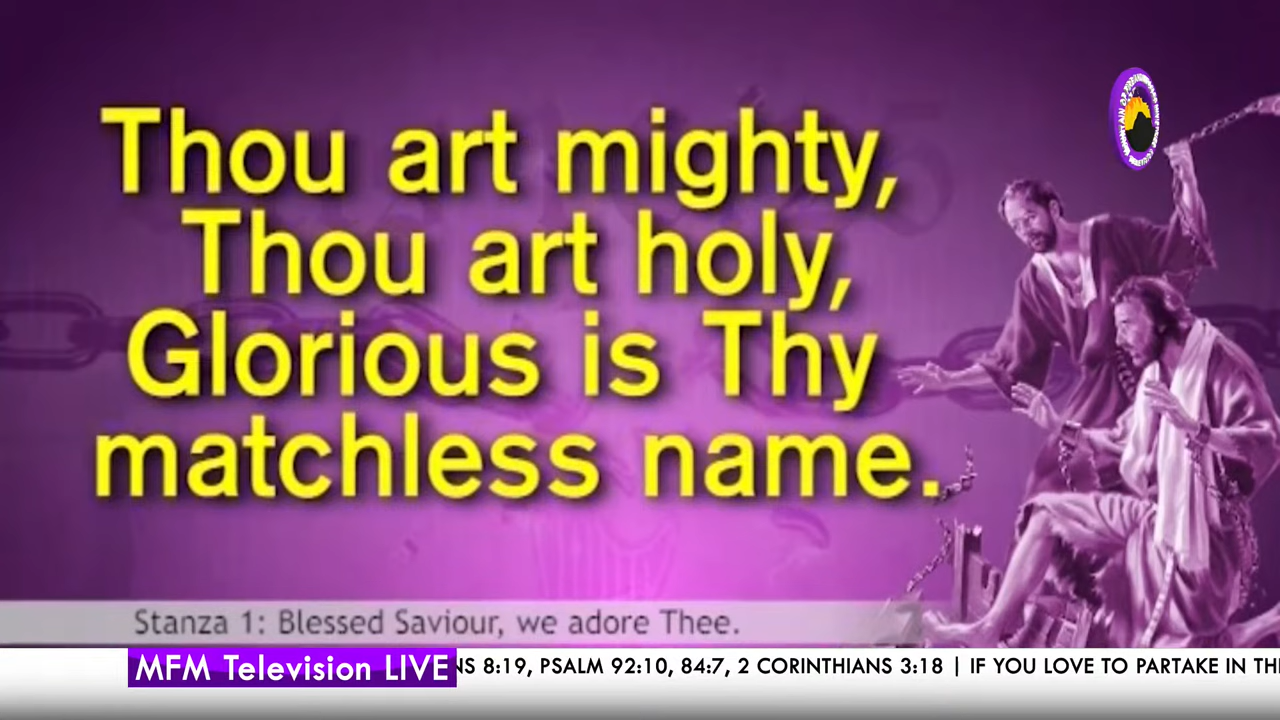 Thou art mighty,
Thou art holy,
Glorious is Thy
matchless name.
Stanza 1: Blessed Saviour, we adore Thee.
MFM Television LIVE
NS 8:19, PSALM 92:10, 84:7, 2 CORINTHIANS 3:18 | IF YOU LOVE TO PARTAKE IN TH